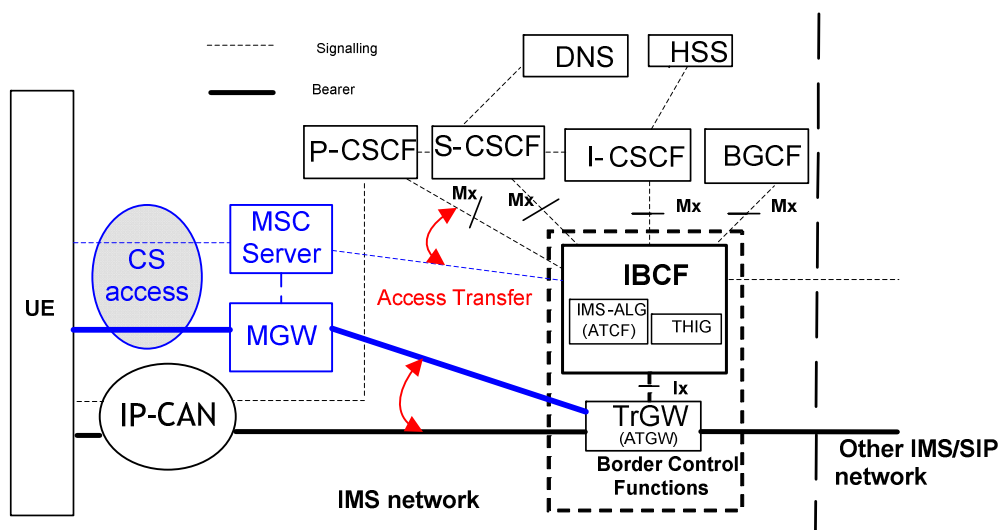 Signalling
Bearer
DNS
HSS
P-CSCF
S-CSCF
I-CSCF
BGCF
Mx
Mx
Mx
Mx
UE
CS
access
MSC
Server
MGW
IP-CAN
Access Transfer
IBCF
IMS-ALG
(ATCF)
THIG
Ix
TrGW
(ATGW)
Border Control
Functions
IMS network
Other IMS/SIP
network